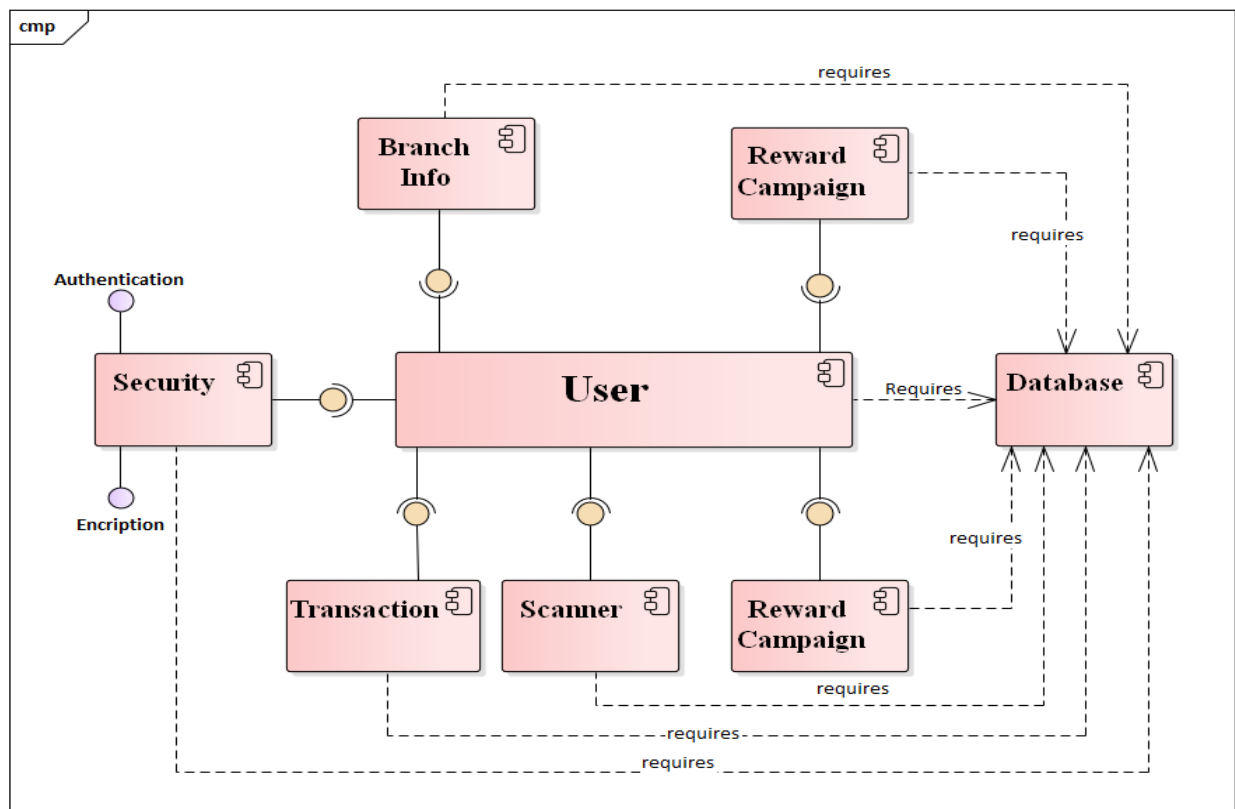 cmp
requires
Branch
Info
Reward
Campaign
requires
Authentication
Security
User
Requires
Database
Encription
requires
Transaction
Scanner
Reward
Campaign
requires
requires
requires